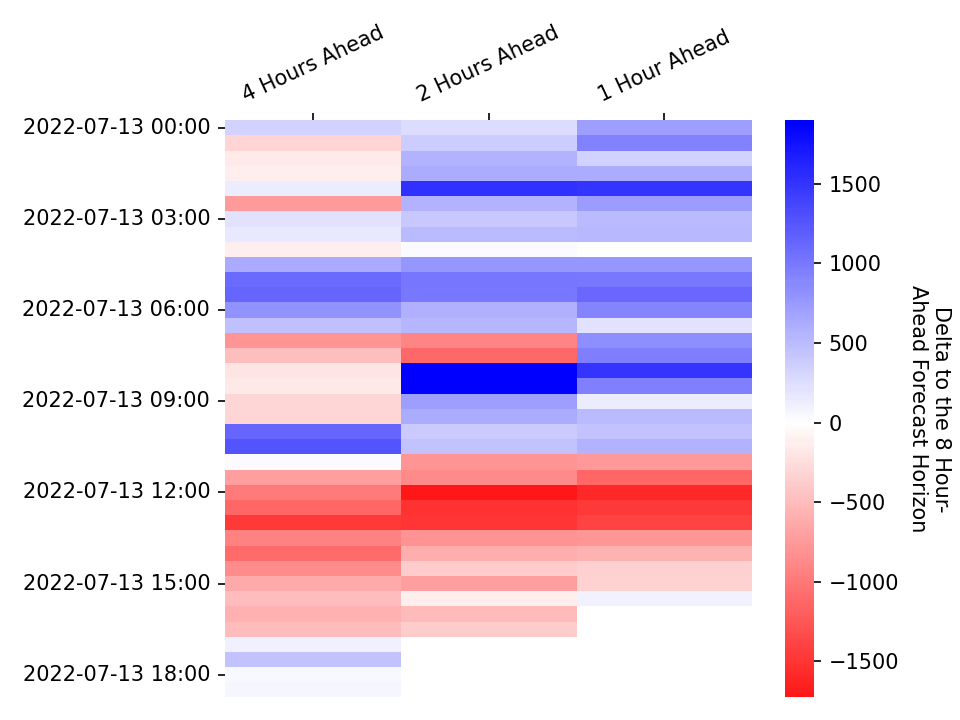 4 Hours Ahead
2 Hours Ahead
1 Hour Ahead
2022-07-13 00:00
2022-07-13 03:00
2022-07-13 06:00
2022-07-13 09:00
2022-07-13 12:00
2022-07-13 15:00
2022-07-13 18:00
1500
1000
500
0
−500
−1000
−1500
Delta to the 8 Hour-
Ahead Forecast Horizon